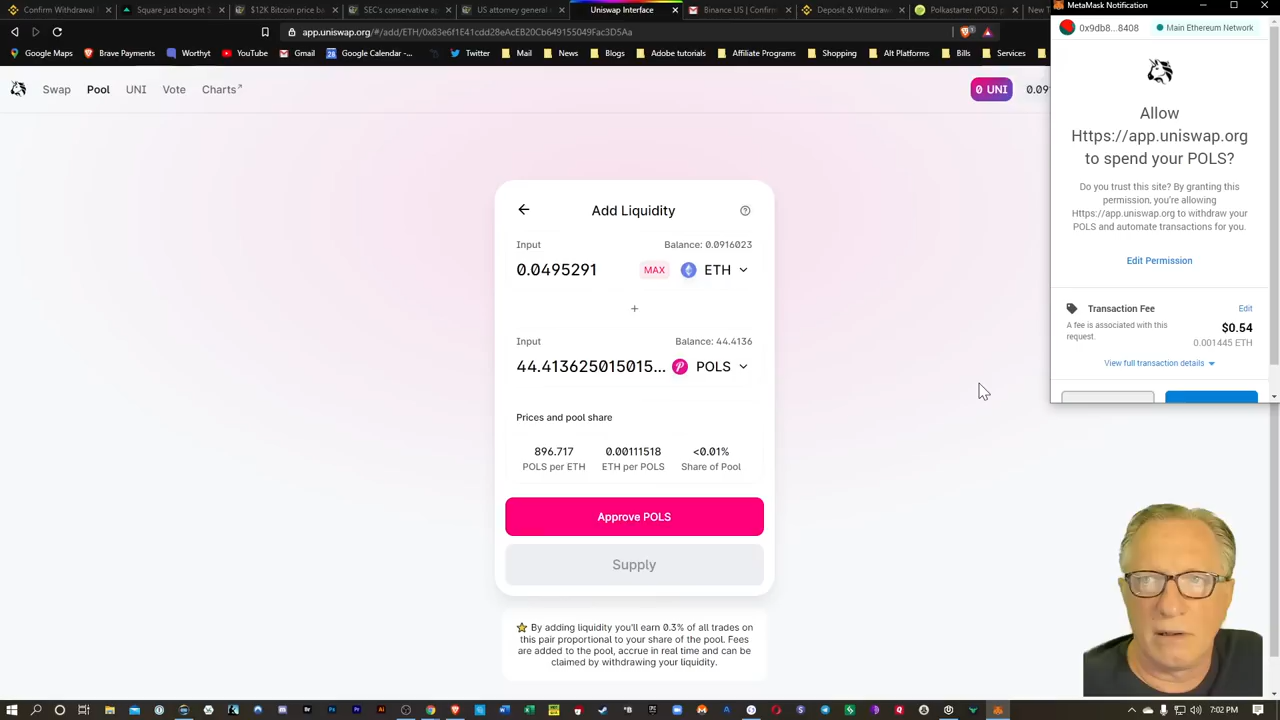 Confirm Withdrawal
Square just bought $
$12K Bitcoin price ba
SEC's conservative ap
US attorney general
Uniswap Interface
Binance US | Confirm
Deposit & Withdraw
Polkastarter (POLS) p
New Tab
MetaMask Notification
app.uniswap.org/#/add/ETH/0x83e6f1E41cdd28eAcEB20Cb649155049Fac3D5Aa
Google Maps
Brave Payments
Worthy
YouTube
Google Calendar -...
Twitter
Mail
News
Blogs
Adobe tutorials
Affiliate Programs
Shopping
Alt Platforms
Blogs
Services
Swap
Pool
UNI
Vote
Charts↗
0 UNI
0.091
0x9db8...8408
Main Ethereum Network
Allow
Https://app.uniswap.org
to spend your POLS?
Do you trust this site? By granting this
permission, you're allowing
Https://app.uniswap.org to withdraw your
POLS and automate transactions for you.
Edit Permission
Transaction Fee
Edit
A fee is associated with this
request.
$0.54
0.001445 ETH
View full transaction details
Add Liquidity
Input
Balance: 0.0916023
0.0495291
MAX
ETH
+
Input
Balance: 44.4136
44.413625015015...
POLS
Prices and pool share
896.717
0.00111518
<0.01%
POLS per ETH
ETH per POLS
Share of Pool
Approve POLS
Supply
By adding liquidity you'll earn 0.3% of all trades on
this pair proportional to your share of the pool. Fees
are added to the pool, accrue in real time and can be
claimed by withdrawing your liquidity.